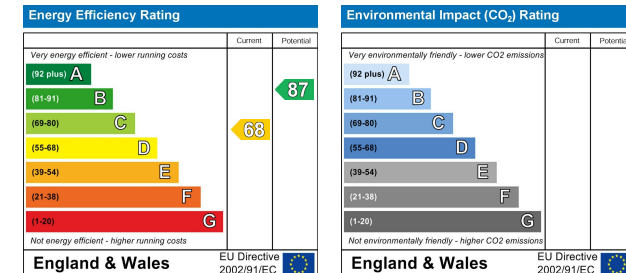 Energy Efficiency Rating
Current Potential
Very energy efficient - lower running costs
(92 plus) A
(81-91) B
(69-80) C
(55-68) D
(39-54) E
(21-38) F
(1-20) G
87
68
Not energy efficient - higher running costs
England & Wales
EU Directive
2002/91/EC
Environmental Impact (CO₂) Rating
Current Potential
Very environmentally friendly - lower CO2 emissions
(92 plus) A
(81-91) B
(69-80) C
(55-68) D
(39-54) E
(21-38) F
(1-20) G
Not environmentally friendly - higher CO2 emissions
England & Wales
EU Directive
2002/91/EC